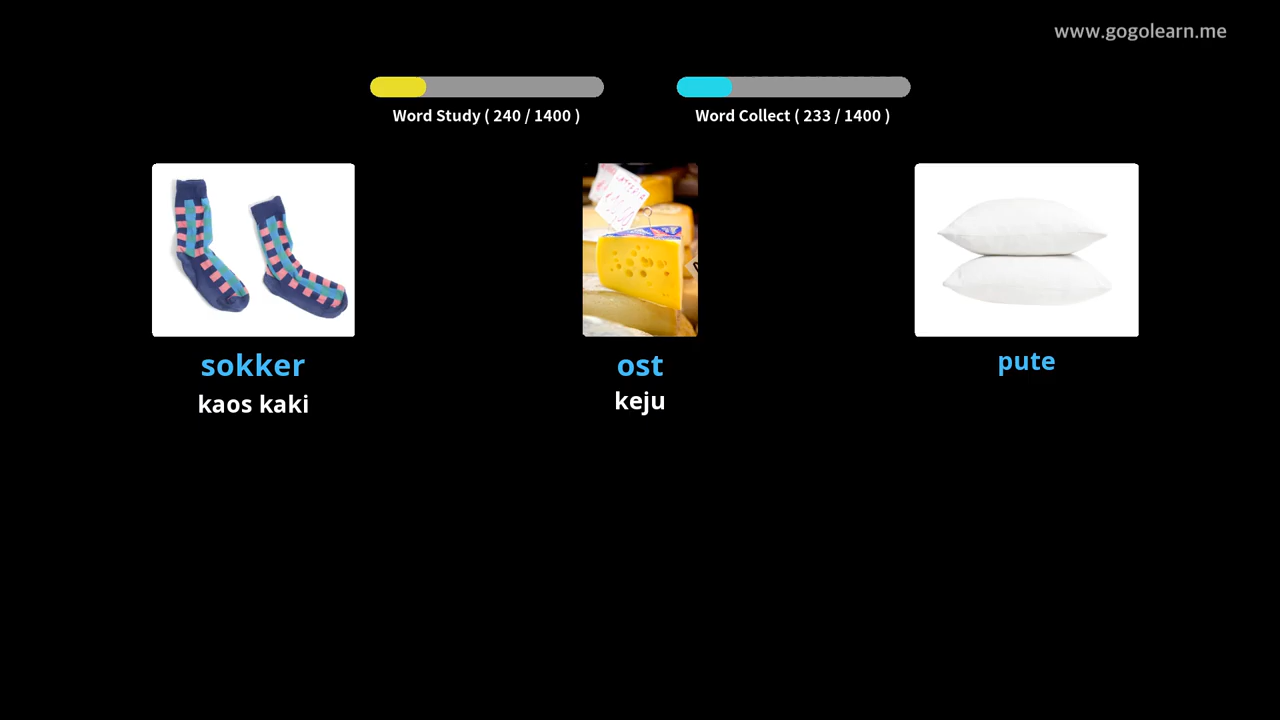 www.gogolearn.me
Word Study ( 240 / 1400 )
Word Collect ( 233 / 1400 )
sokker
ost
pute
kaos kaki
keju